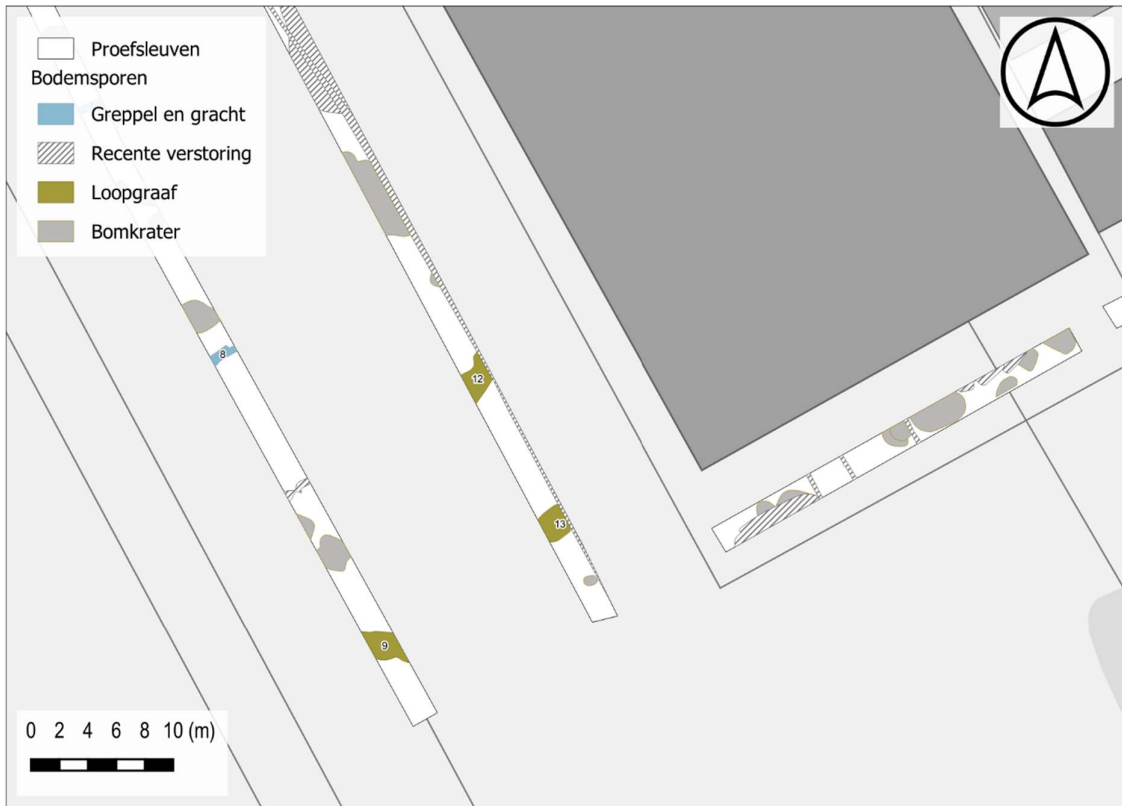 Proefsleuven
Bodemsporen
Greppel en gracht
Recente verstoring
Loopgraaf
Bomkrater
8
12
13
9
0 2 4 6 8 10 (m)